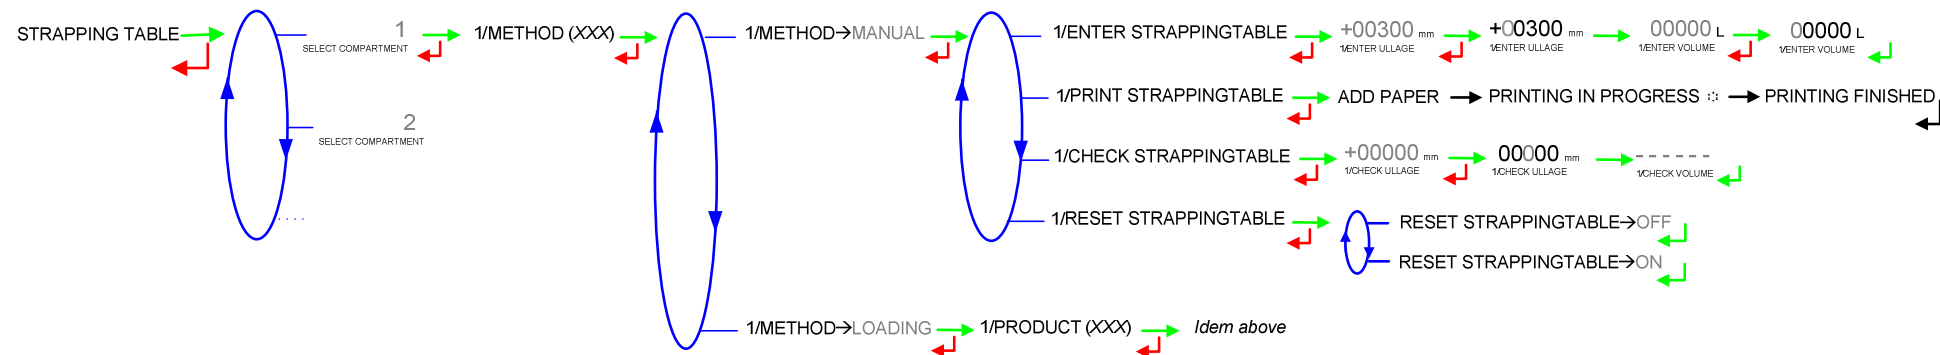 STRAPPING TABLE
1
SELECT COMPARTMENT
2
SELECT COMPARTMENT
. . . .
1/METHOD (XXX)
1/METHOD→MANUAL
1/ENTER STRAPPINGTABLE
+00300 mm
1/ENTER ULLAGE
+00300 mm
1/ENTER ULLAGE
00000 L
1/ENTER VOLUME
00000 L
1/ENTER VOLUME
1/PRINT STRAPPINGTABLE
ADD PAPER
PRINTING IN PROGRESS
PRINTING FINISHED
1/CHECK STRAPPINGTABLE
+00000 mm
1/CHECK ULLAGE
00000 mm
1/CHECK ULLAGE
- - - - - -
1/CHECK VOLUME
1/RESET STRAPPINGTABLE
RESET STRAPPINGTABLE→OFF
RESET STRAPPINGTABLE→ON
1/METHOD→LOADING
1/PRODUCT (XXX)
Idem above